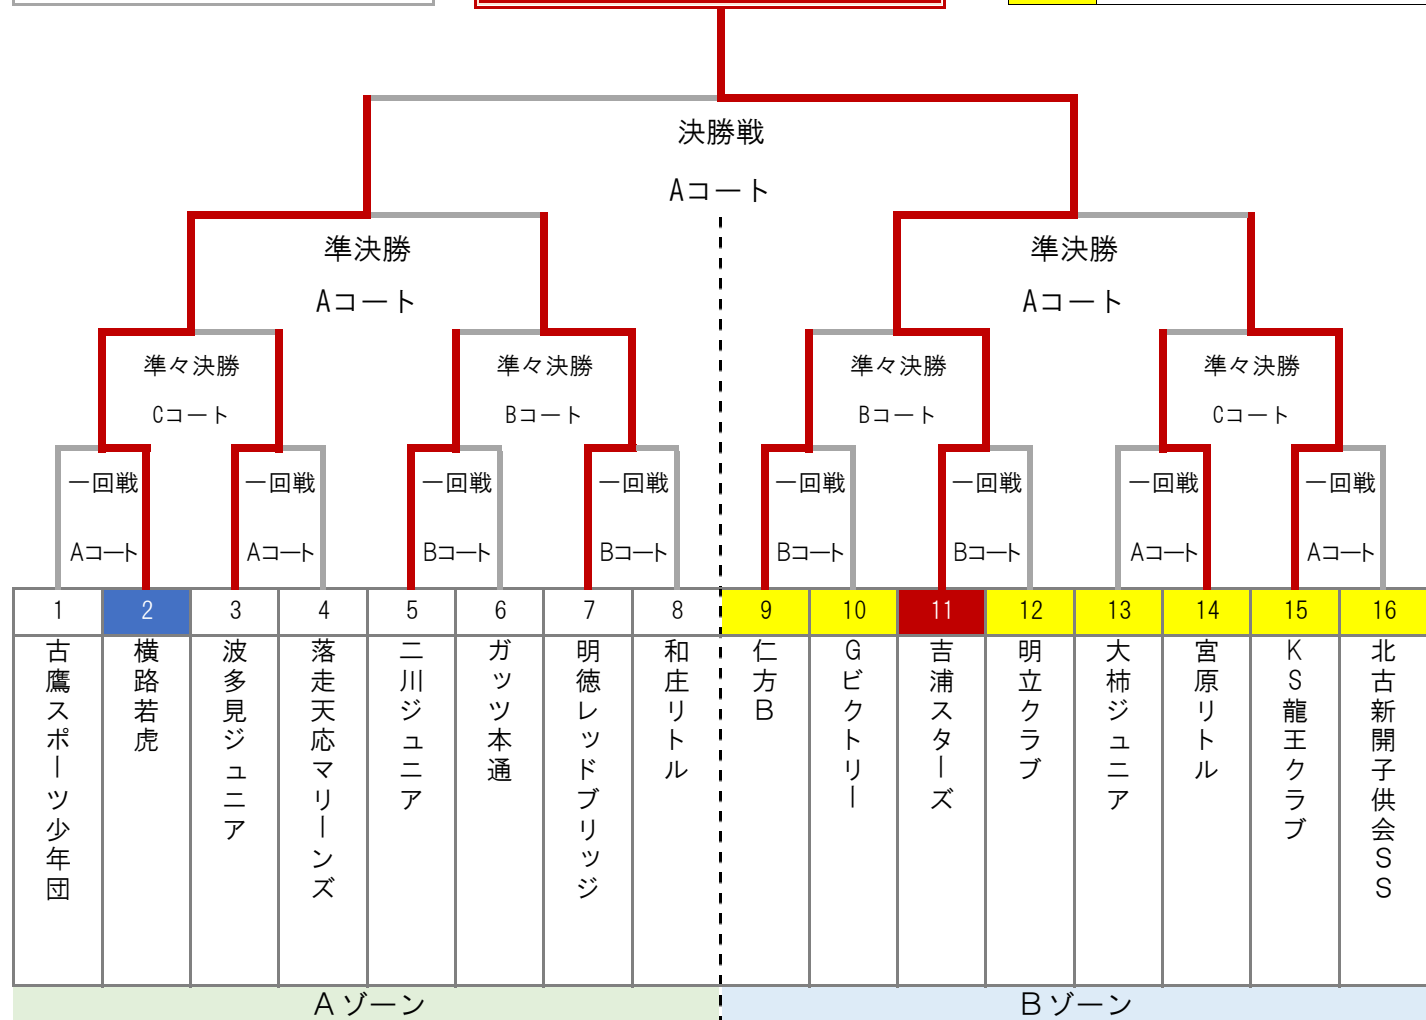 決勝戦
Aコート
準決勝
準決勝
Aコート
Aコート
準々決勝
準々決勝
準々決勝
準々決勝
Cコート
Bコート
Bコート
Cコート
一回戦
一回戦
一回戦
一回戦
一回戦
一回戦
一回戦
一回戦
Aコート
Aコート
Bコート
Bコート
Bコート
Bコート
Aコート
Aコート
1
2
3
4
5
6
7
8
9
10
11
12
13
14
15
16
古鷹スポーツ少年団
横路若虎
波多見ジュニア
落走天応マリーンズ
二川ジュニア
ガッツ本通
明徳レッドブリッジ
和庄リトル
仁方B
Gビクトリー
吉浦スターズ
明立クラブ
大柿ジュニア
宮原リトル
KS龍王クラブ
北古新開子供会SS
Aゾーン
Bゾーン